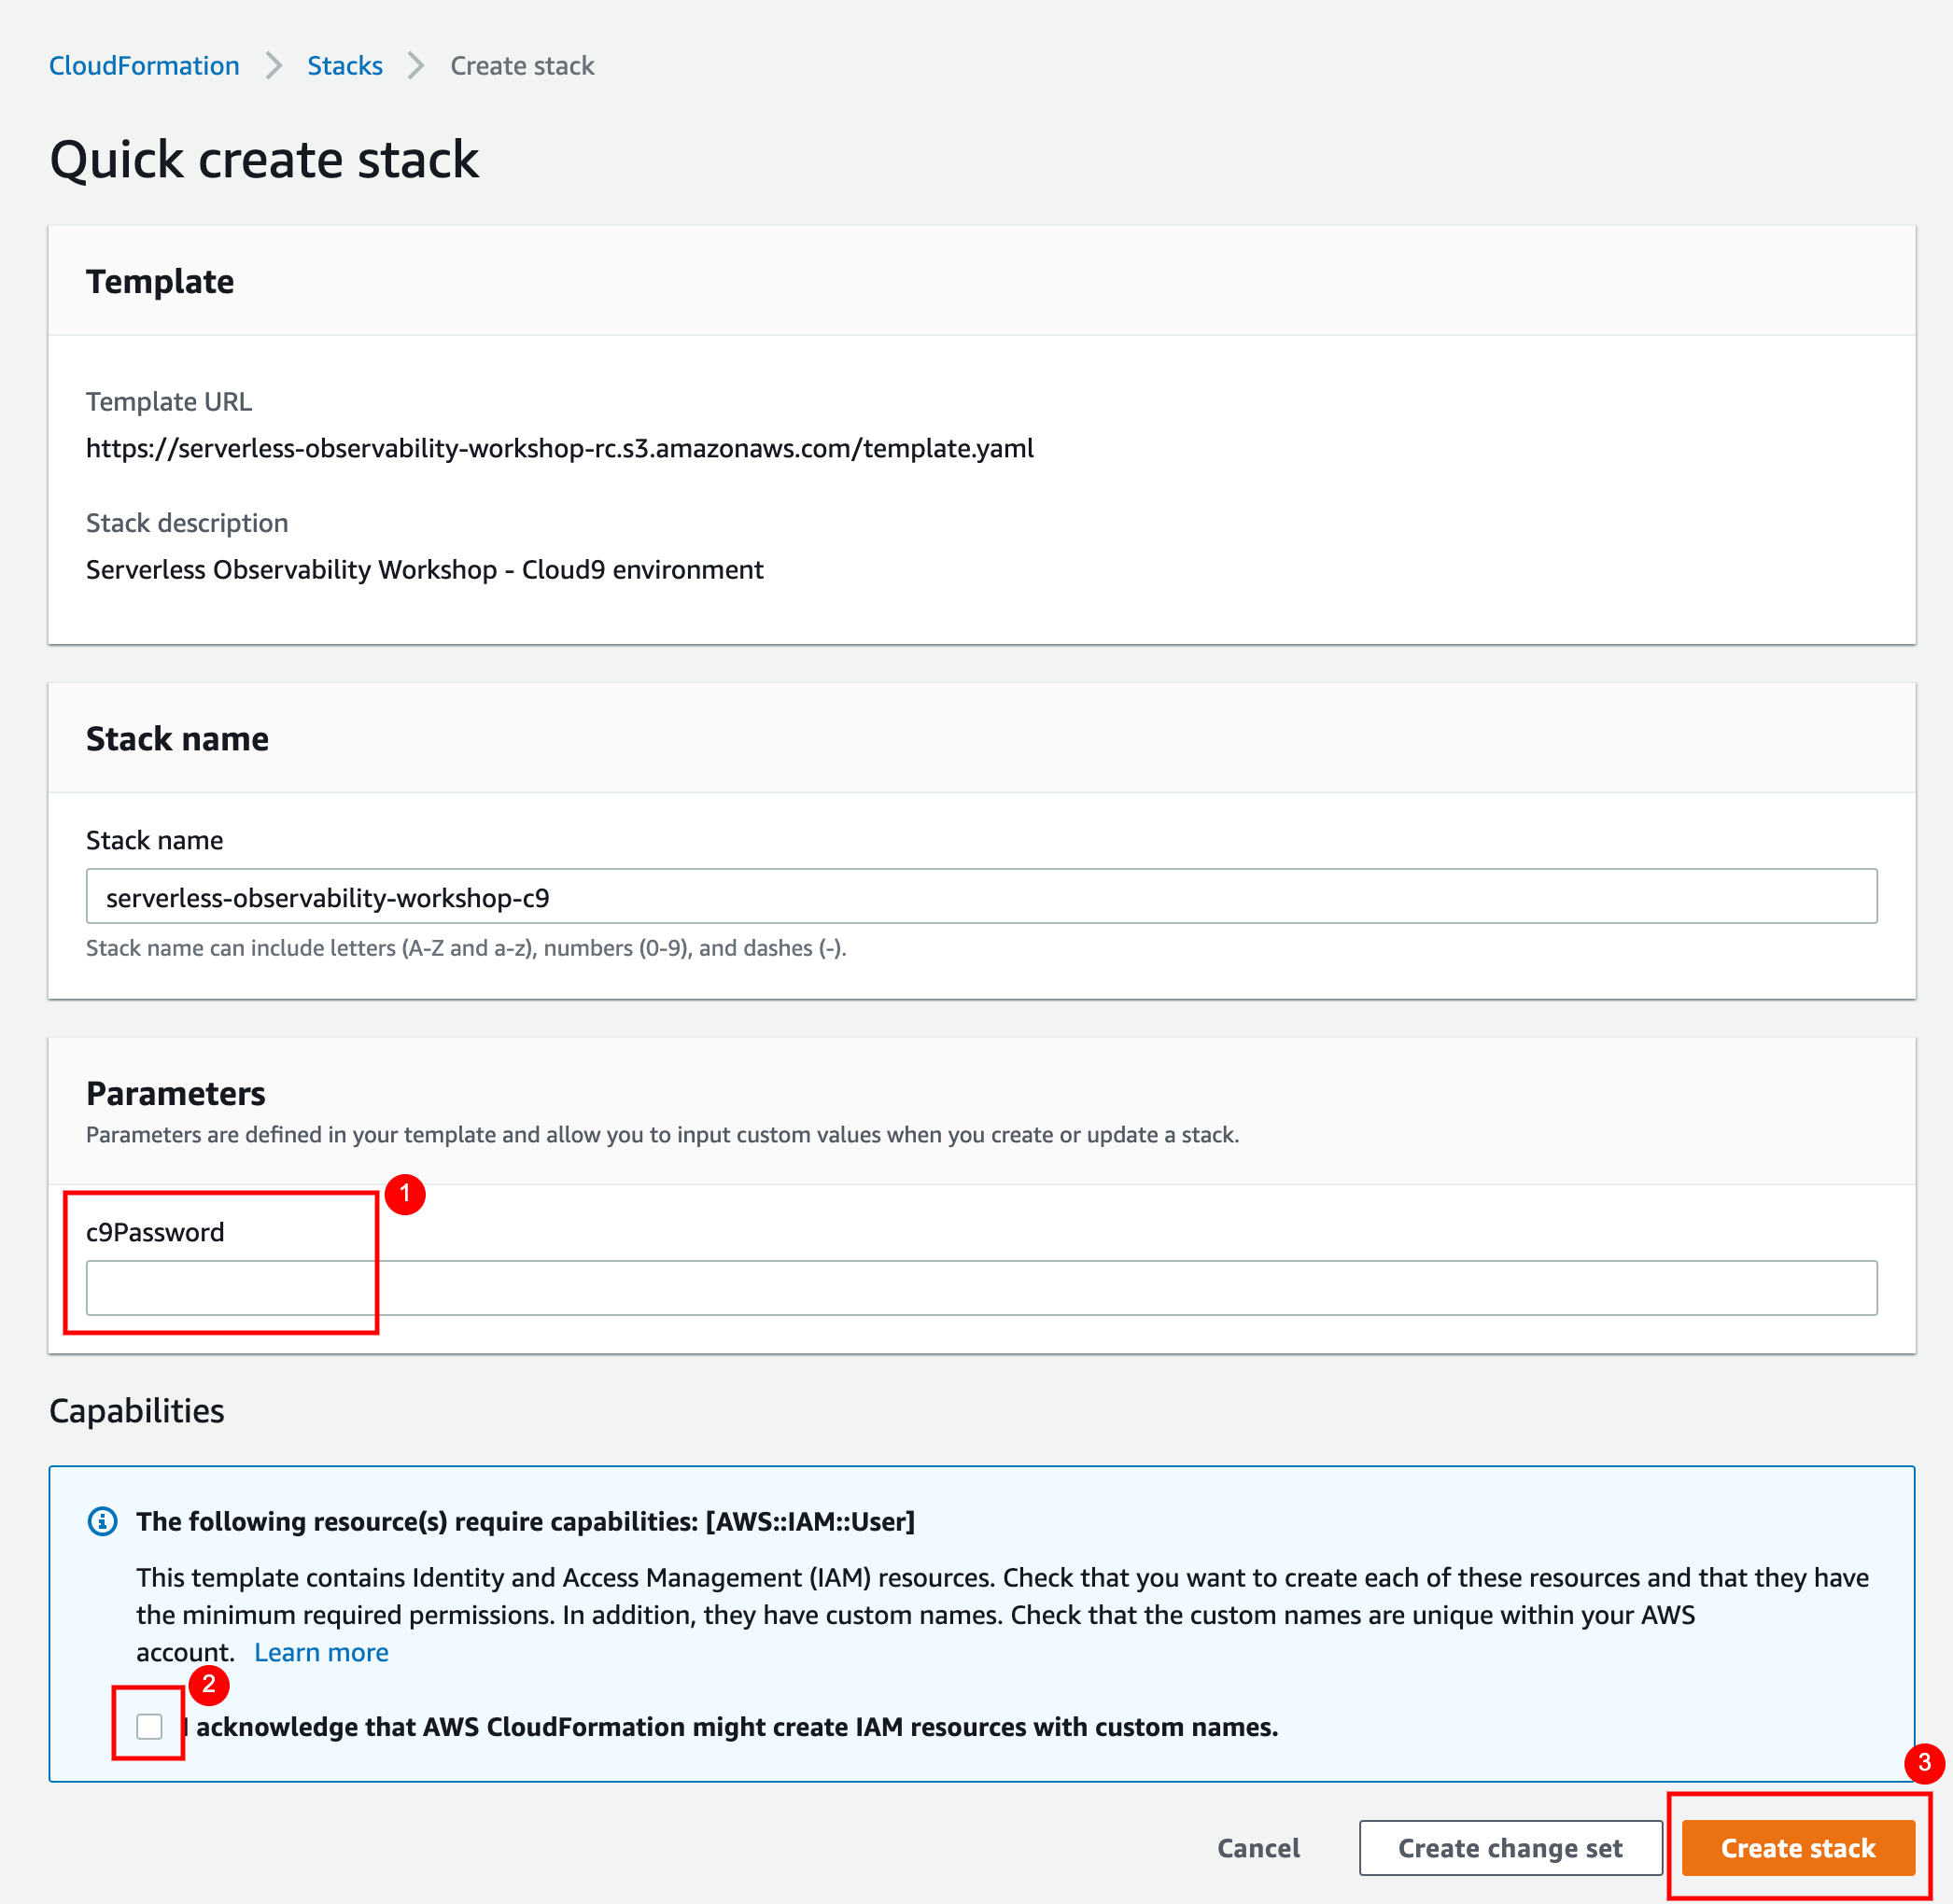 CloudFormation > Stacks > Create stack
Quick create stack
Template
Template URL
https://serverless-observability-workshop-rc.s3.amazonaws.com/template.yaml
Stack description
Serverless Observability Workshop - Cloud9 environment
Stack name
Stack name
serverless-observability-workshop-c9
Stack name can include letters (A-Z and a-z), numbers (0-9), and dashes (-).
Parameters
Parameters are defined in your template and allow you to input custom values when you create or update a stack.
1
c9Password
Capabilities
The following resource(s) require capabilities: [AWS::IAM::User]
This template contains Identity and Access Management (IAM) resources. Check that you want to create each of these resources and that they have
the minimum required permissions. In addition, they have custom names. Check that the custom names are unique within your AWS
account. Learn more
2
I acknowledge that AWS CloudFormation might create IAM resources with custom names.
3
Cancel
Create change set
Create stack